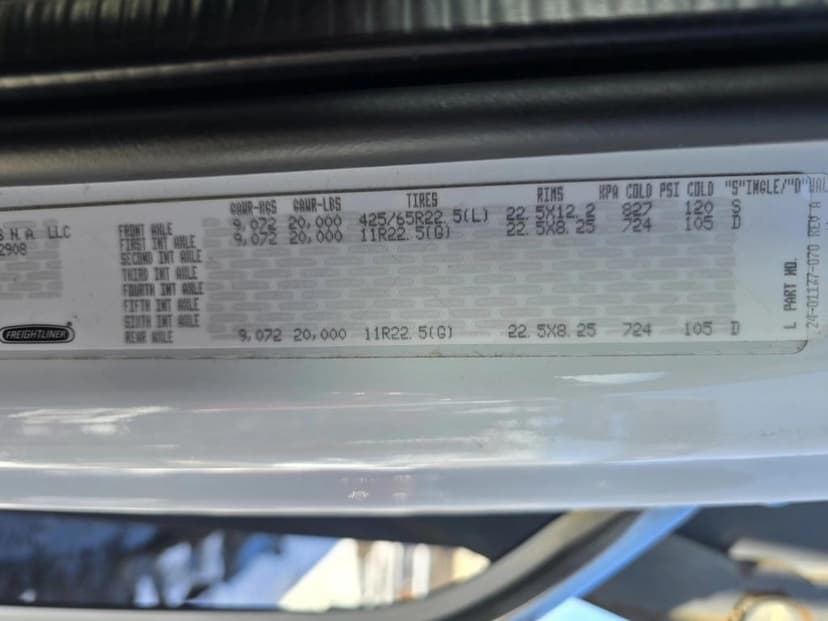 GAWR-KGS GAWR-LBS TIRES RIMS KPA COLD PSI COLD "S"INGLE/"D"UAL
FRONT AXLE 9,072 20,000 425/65R22.5(L) 22.5X12.2 827 120 S
FIRST INT AXLE 9,072 20,000 11R22.5(G) 22.5X8.25 724 105 D
SECOND INT AXLE
THIRD INT AXLE
FOURTH INT AXLE
FIFTH INT AXLE
SIXTH INT AXLE
REAR AXLE 9,072 20,000 11R22.5(G) 22.5X8.25 724 105 D
N.A. LLC
2908
FREIGHTLINER
L PART NO.
24-01177-070 REV A